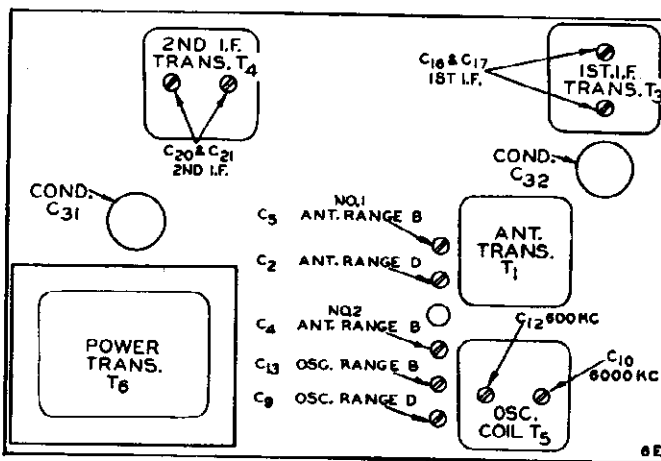 2ND I.F.
TRANS. T4
C16 & C17
1ST I.F.
1ST. I.F.
TRANS. T3
C20 & C21
2ND I.F.
COND.
C31
COND.
C32
NO.1
C5 ANT. RANGE B
C2 ANT. RANGE D
ANT.
TRANS.
T1
NO.2
C4 ANT. RANGE B
C13 OSC. RANGE B
C9 OSC. RANGE D
C12 600 KC
C10
6000 KC
POWER
TRANS.
T6
OSC.
COIL T5
6E